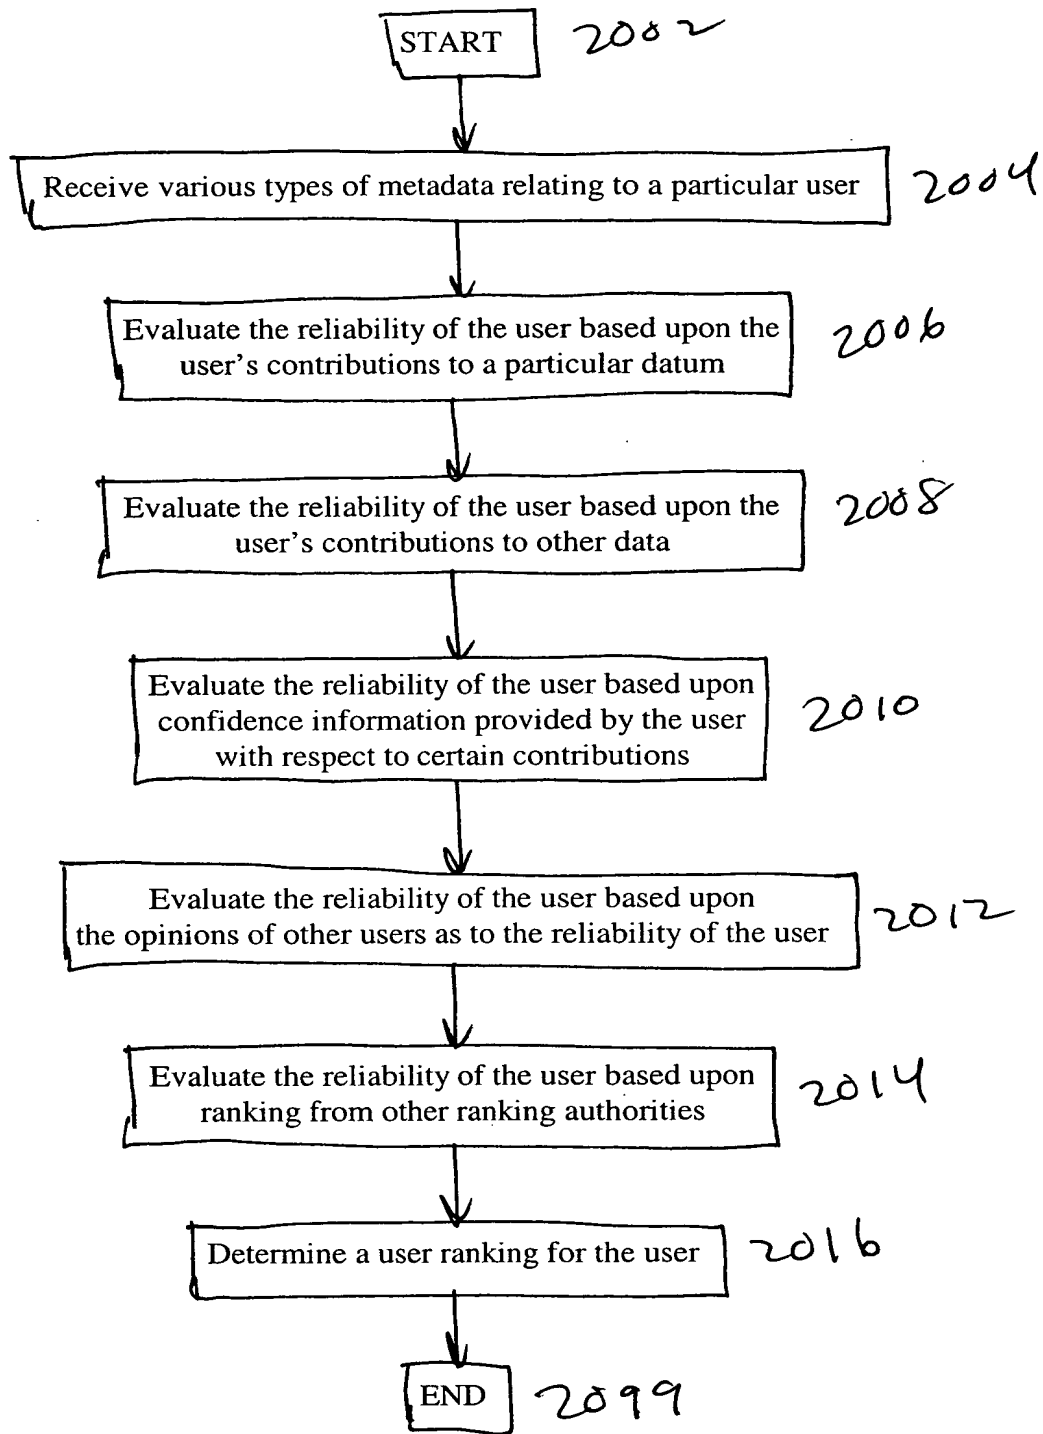 START 2002
Receive various types of metadata relating to a particular user 2004
Evaluate the reliability of the user based upon the
user's contributions to a particular datum 2006
Evaluate the reliability of the user based upon the
user's contributions to other data 2008
Evaluate the reliability of the user based upon
confidence information provided by the user
with respect to certain contributions 2010
Evaluate the reliability of the user based upon
the opinions of other users as to the reliability of the user 2012
Evaluate the reliability of the user based upon
ranking from other ranking authorities 2014
Determine a user ranking for the user 2016
END 2099